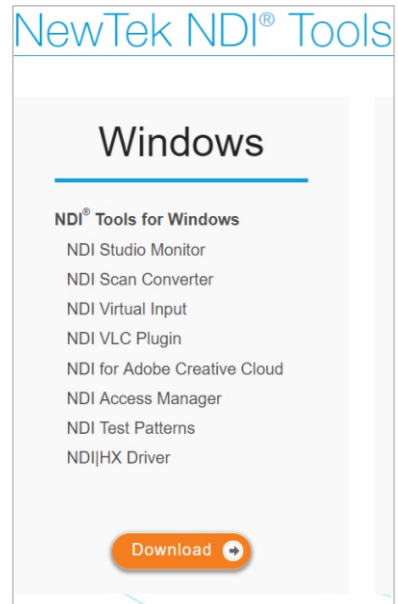 NewTek NDI® Tools
Windows
NDI® Tools for Windows
NDI Studio Monitor
NDI Scan Converter
NDI Virtual Input
NDI VLC Plugin
NDI for Adobe Creative Cloud
NDI Access Manager
NDI Test Patterns
NDI|HX Driver
Download